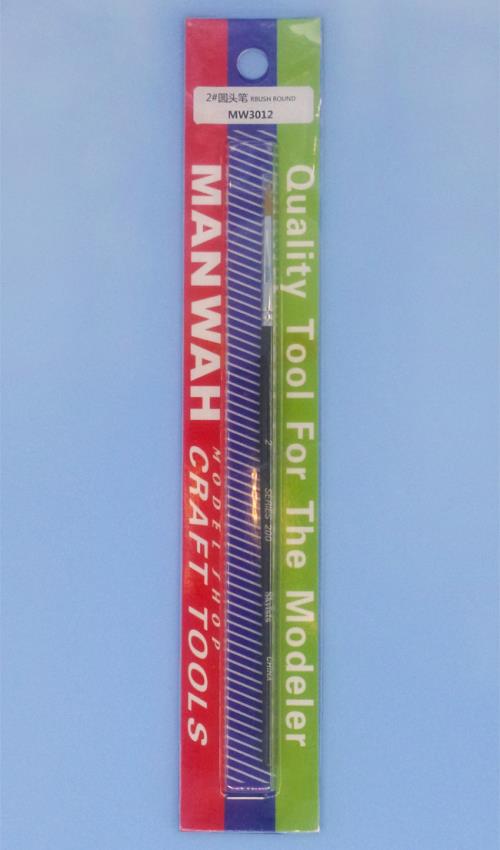 2#圆头笔 RBUSH ROUND
MW3012
MANWAH
MODEL SHOP
CRAFT TOOLS
Quality Tool For The Modeler
2 SERIES 200 CHINA